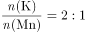 n(K)/n(Mn) = 2 : 1